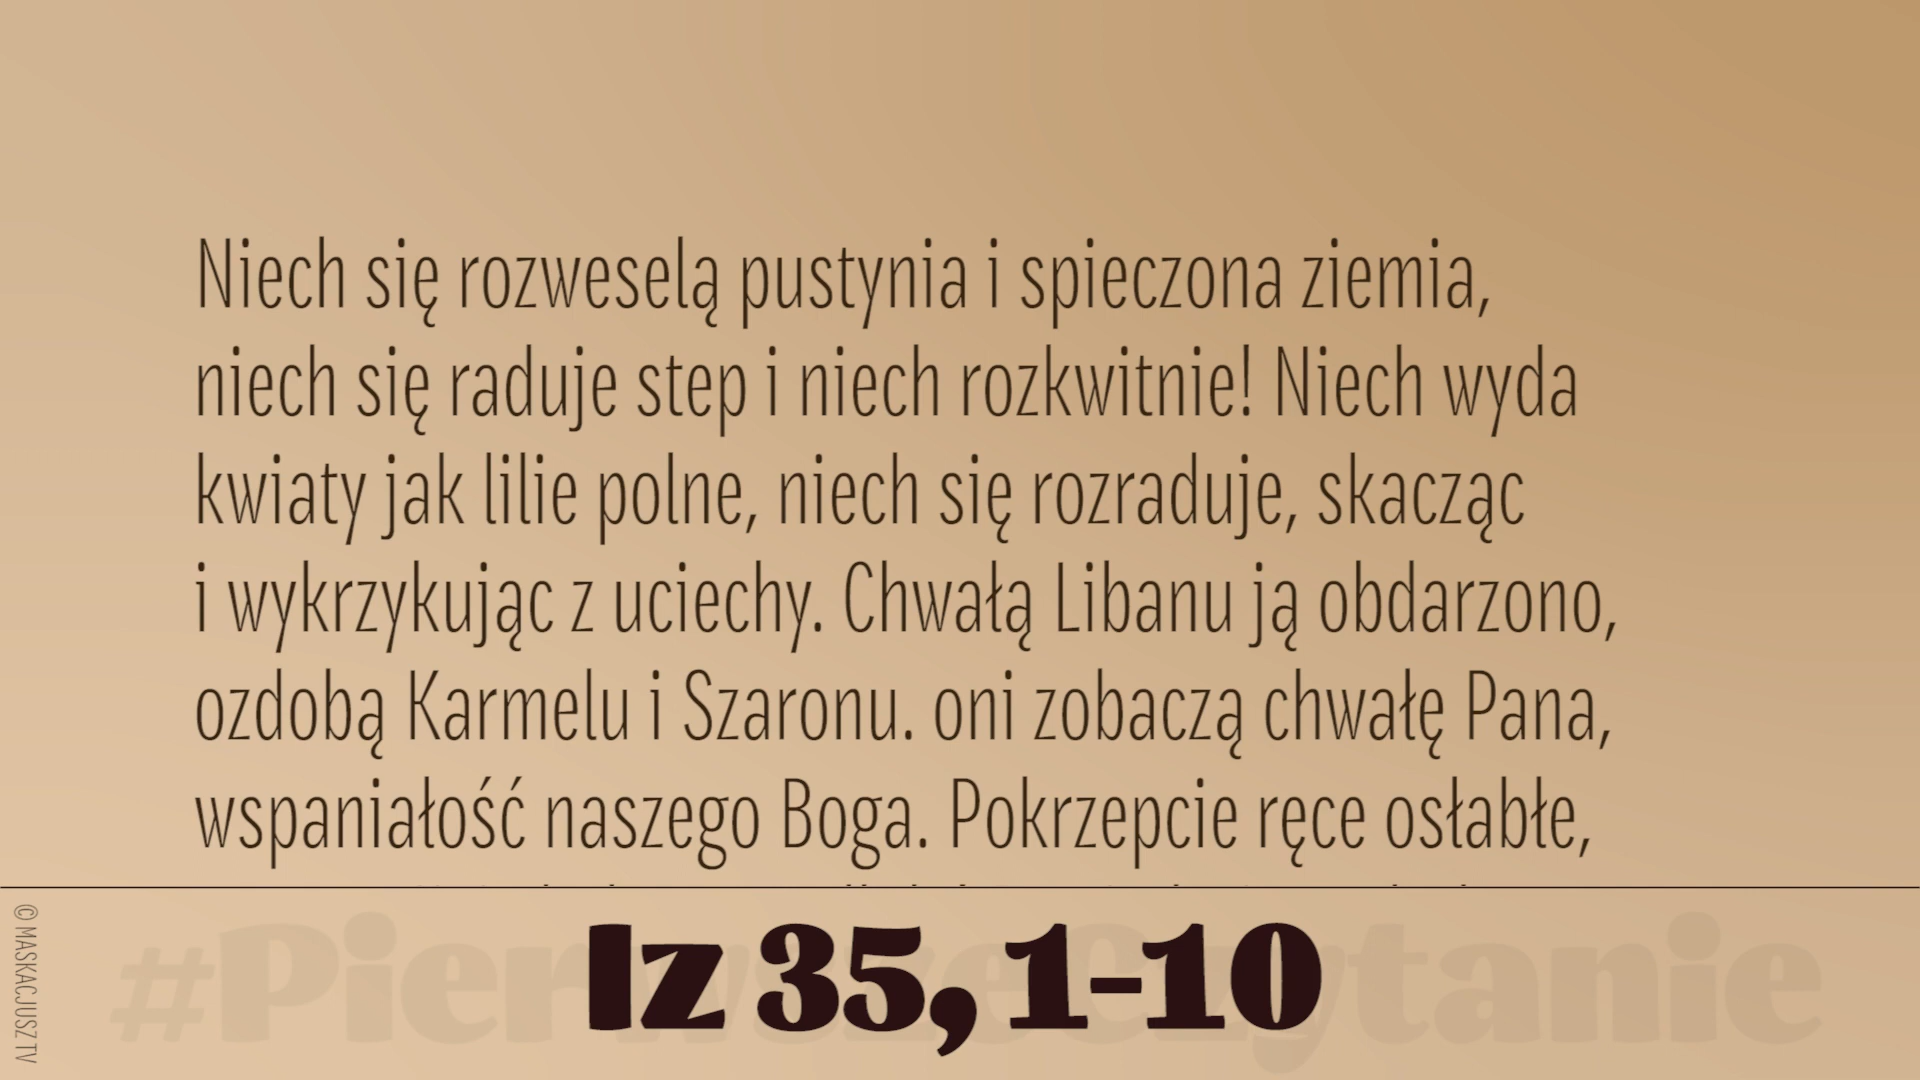 Niech się rozweselą pustynia i spieczona ziemia,
niech się raduje step i niech rozkwitnie! Niech wyda
kwiaty jak lilie polne, niech się rozraduje, skacząc
i wykrzykując z uciechy. Chwałą Libanu ją obdarzono,
ozdobą Karmelu i Szaronu. oni zobaczą chwałę Pana,
wspaniałość naszego Boga. Pokrzepcie ręce osłabłe,
#PierwszeCzytanie
Iz 35, 1-10
© MASKACJUSZ TV